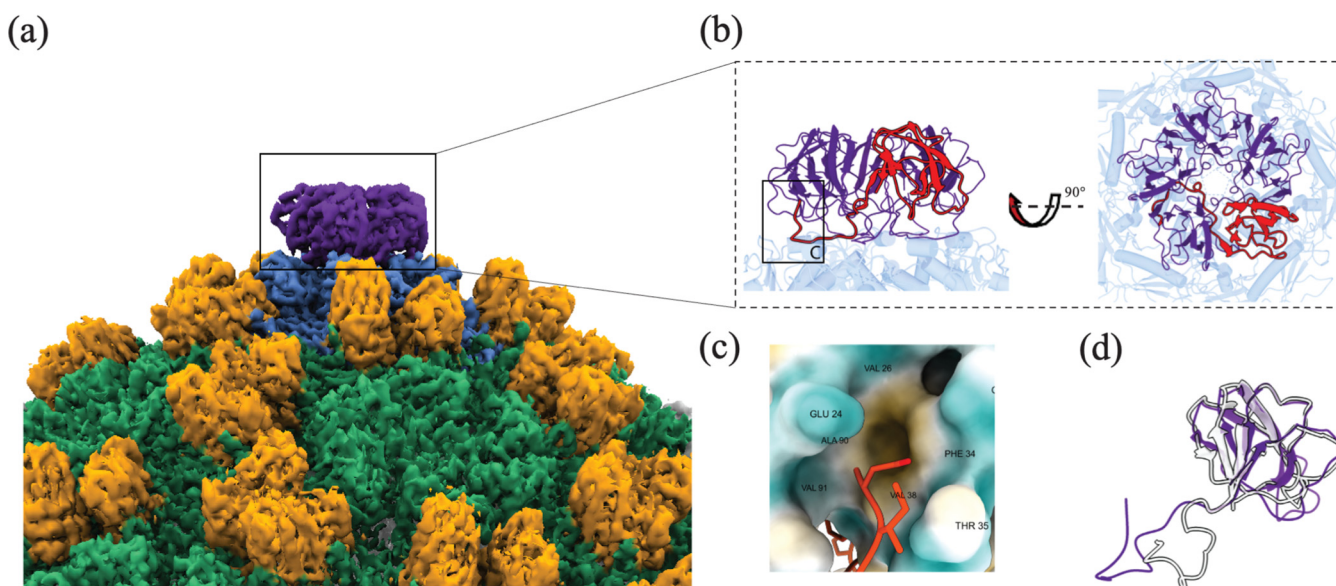 (a)
(b)
C
90°
(c)
VAL 26
GLU 24
ALA 90
PHE 34
VAL 91
VAL 38
THR 35
(d)